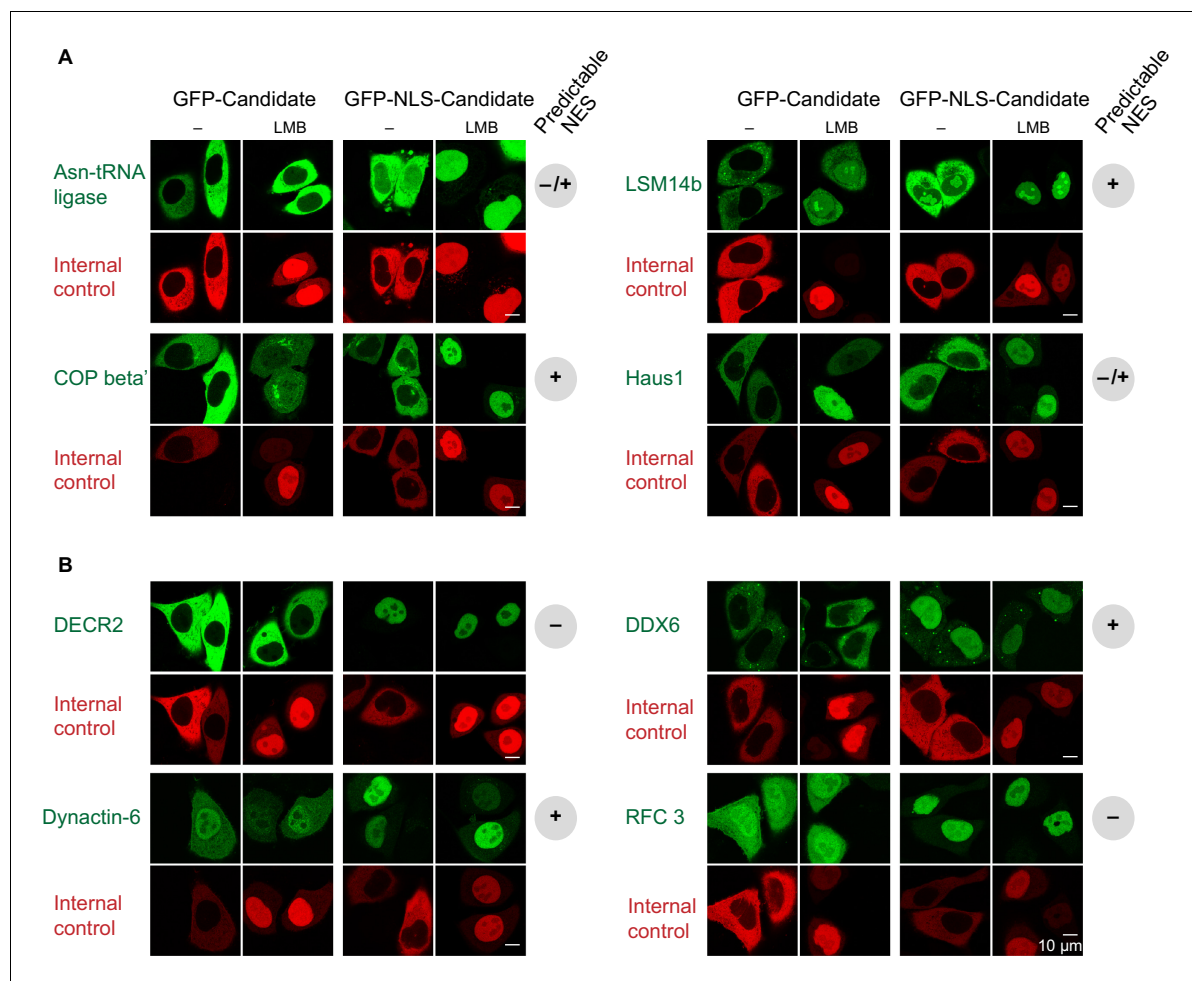 A
GFP-Candidate
GFP-NLS-Candidate
Predictable
NES
–
LMB
–
LMB
Asn-tRNA
ligase
–/+
Internal
control
COP beta'
+
Internal
control
GFP-Candidate
GFP-NLS-Candidate
Predictable
NES
–
LMB
–
LMB
LSM14b
+
Internal
control
Haus1
–/+
Internal
control
B
DECR2
–
Internal
control
Dynactin-6
+
Internal
control
DDX6
+
Internal
control
RFC 3
–
Internal
control
10 µm